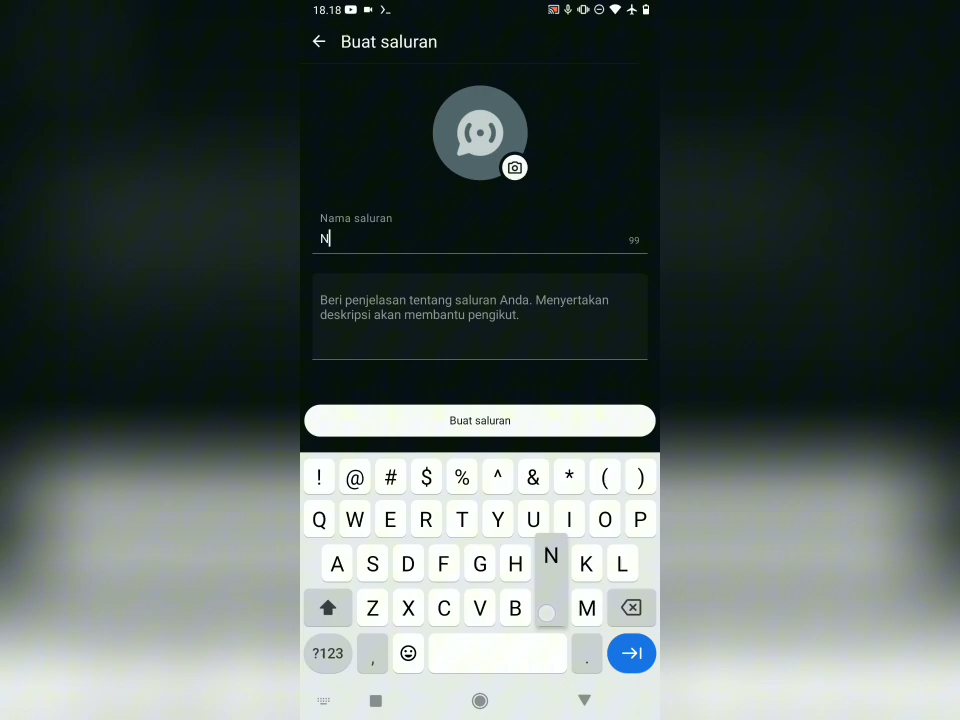 18.18
Buat saluran
Nama saluran
N
99
Beri penjelasan tentang saluran Anda. Menyertakan
deskripsi akan membantu pengikut.
Buat saluran
! @ # $ % ^ & * ( )
Q W E R T Y U I O P
A S D F G H N K L
Z X C V B M
?123 , .